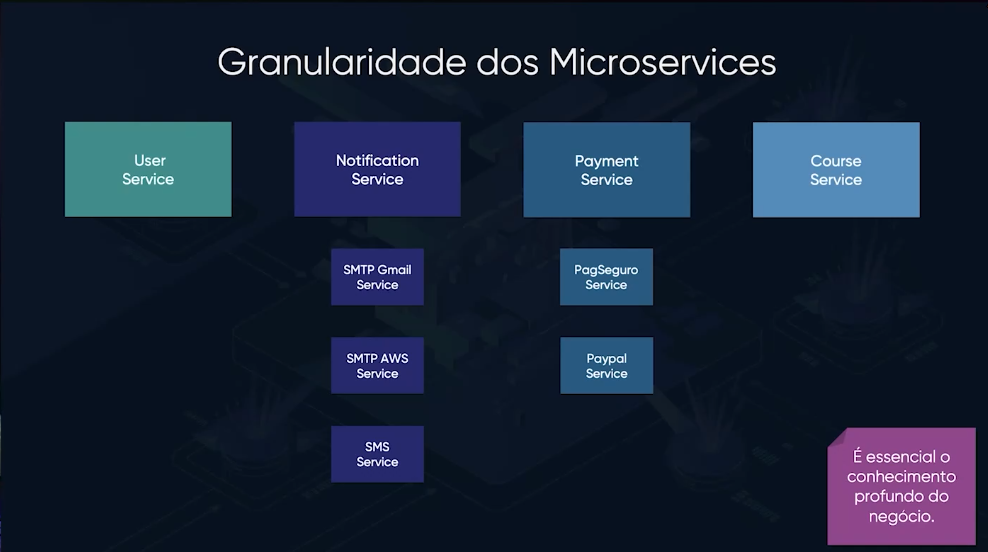 Granularidade dos Microservices
User
Service
Notification
Service
Payment
Service
Course
Service
SMTP Gmail
Service
PagSeguro
Service
SMTP AWS
Service
Paypal
Service
SMS
Service
É essencial o
conhecimento
profundo do
negócio.